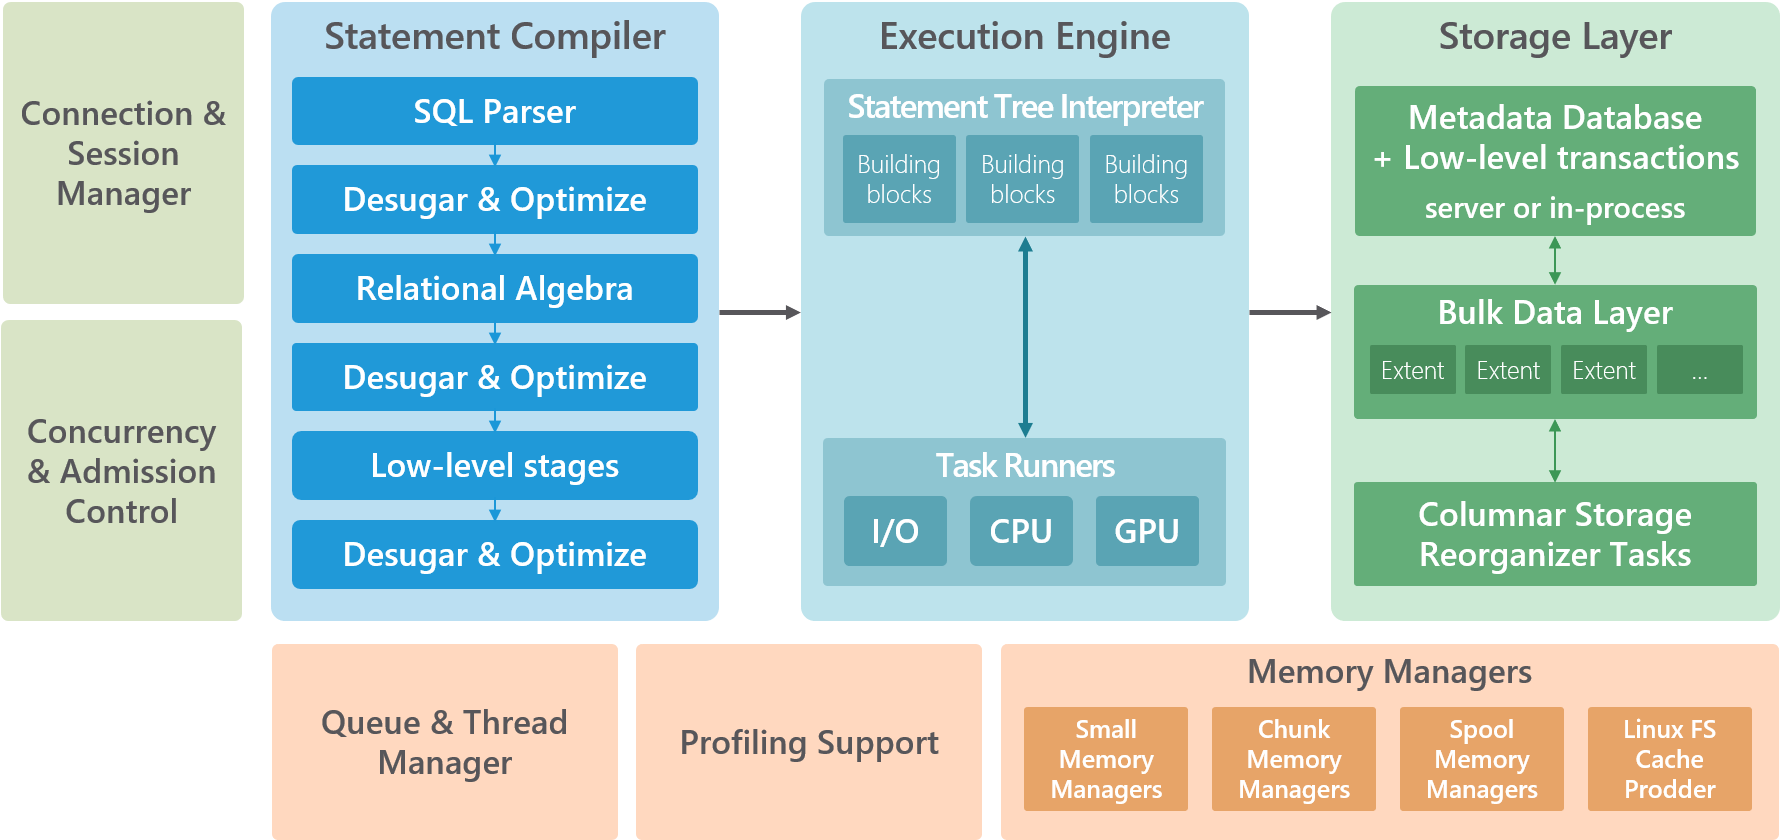 Connection &
Session
Manager
Concurrency
& Admission
Control
Statement Compiler
SQL Parser
Desugar & Optimize
Relational Algebra
Desugar & Optimize
Low-level stages
Desugar & Optimize
Execution Engine
Statement Tree Interpreter
Building
blocks
Building
blocks
Building
blocks
Task Runners
I/O
CPU
GPU
Storage Layer
Metadata Database
+ Low-level transactions
server or in-process
Bulk Data Layer
Extent
Extent
Extent
...
Columnar Storage
Reorganizer Tasks
Queue & Thread
Manager
Profiling Support
Memory Managers
Small
Memory
Managers
Chunk
Memory
Managers
Spool
Memory
Managers
Linux FS
Cache
Prodder